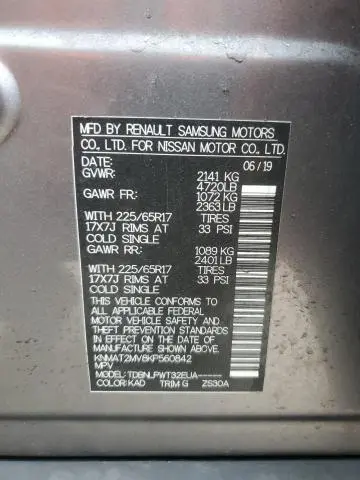 MFD BY RENAULT SAMSUNG MOTORS
CO., LTD. FOR NISSAN MOTOR CO., LTD.
DATE: 06/19
GVWR: 2141 KG
4720LB
GAWR FR: 1072 KG
2363LB
WITH 225/65R17 TIRES
17X7J RIMS AT 33 PSI
COLD SINGLE
GAWR RR: 1089 KG
2401LB
WITH 225/65R17 TIRES
17X7J RIMS AT 33 PSI
COLD SINGLE
THIS VEHICLE CONFORMS TO
ALL APPLICABLE FEDERAL
MOTOR VEHICLE SAFETY,
BUMPER, AND THEFT PREVENTION
STANDARDS IN EFFECT ON THE
DATE OF MANUFACTURE
SHOWN ABOVE.
KNMAT2MV8KP560842
MPV
MODEL: TDBNLPWT32EUA------
COLOR:KAD TRIM:G ZS30A